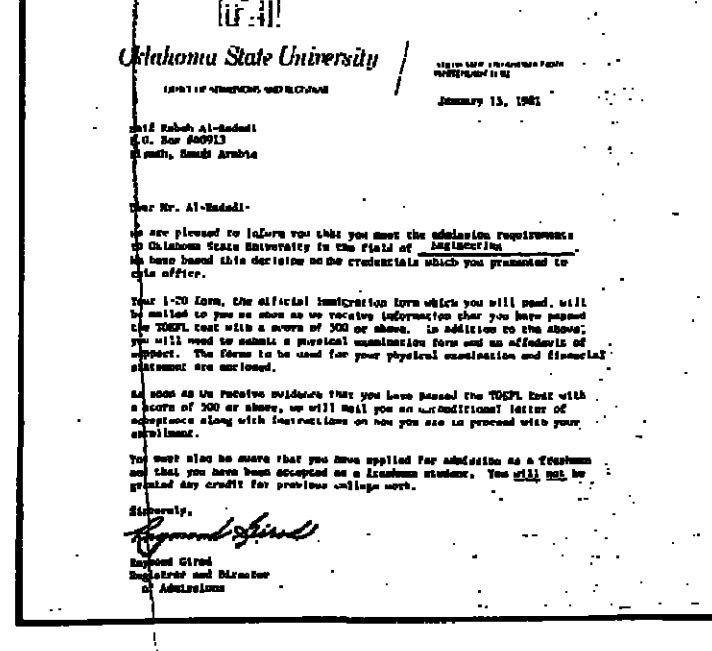 Oklahoma State University
January 15, 1981
P.O. Box
Riyadh, Saudi Arabia
Dear Mr. Al-
We are pleased to inform you that you meet the admission requirements
to Oklahoma State University in the field of Engineering.
We have based this decision on the credentials which you presented to
this office.
Your I-20 form, the official immigration form which you will need, will
be mailed to you as soon as we receive information that you have passed
the TOEFL test with a score of 500 or above. In addition to the above,
you will need to submit a physical examination form and an affadavit of
support. The forms to be used for your physical examination and financial
statement are enclosed.
As soon as we receive evidence that you have passed the TOEFL test with
a score of 500 or above, we will mail you an unconditional letter of
acceptance along with instructions on how you are to proceed with your
enrollment.
You must also be aware that you have applied for admission as a freshman
and that you have been accepted as a freshman student. You will not be
granted any credit for previous college work.
Sincerely,
Raymond Girod
Raymond Girod
Registrar and Director
of Admissions